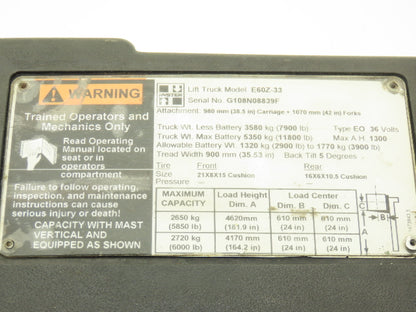 WARNING
Trained Operators and
Mechanics Only
Read Operating
Manual located on
seat or in
operators
compartment
Failure to follow operating,
inspection, and maintenance
instructions can cause
serious injury or death!
CAPACITY WITH MAST
VERTICAL AND
EQUIPPED AS SHOWN
HYSTER
Lift Truck Model E60Z-33
Serial No. G108N08839F
Attachment: 980 mm (38.5 in) Carriage + 1070 mm (42 in) Forks
Truck Wt. Less Battery 3580 kg (7900 lb) Type EO 36 Volts
Truck Wt. Max Battery 5350 kg (11800 lb) Max A.H. 1300
Allowable Battery Wt. 1320 kg (2900 lb) to 1770 kg (3900 lb)
Tread Width 900 mm (35.53 in) Back Tilt 5 Degrees
Tire Front Rear
Size 21X8X15 Cushion 16X6X10.5 Cushion
Pressure — —
MAXIMUM CAPACITY Load Height Dim. A Load Center Dim. B Dim. C
2650 kg 4620mm 610 mm 610 mm
(5850 lb) (181.9 in) (24 in) (24 in)
2720 kg 4170 mm 610 mm 610 mm
(6000 lb) (164.2 in) (24 in) (24 in)
C
B
A